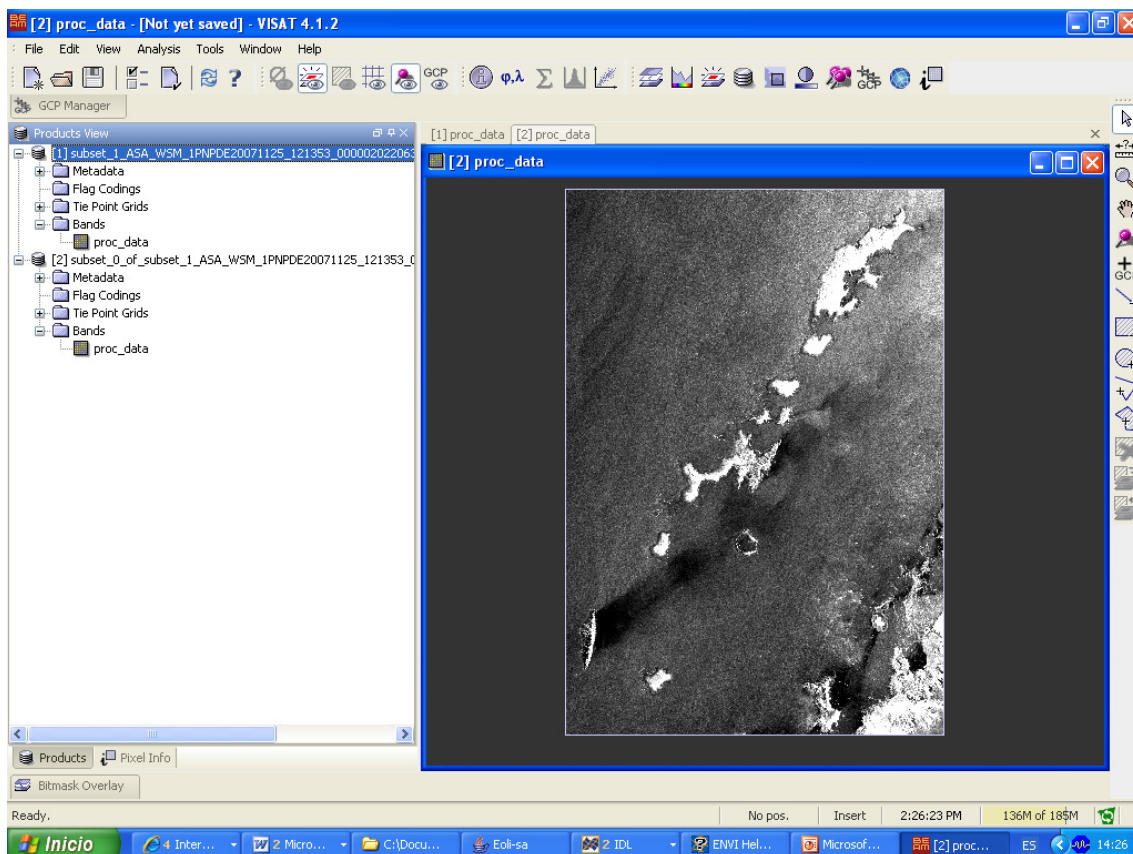 [2] proc_data - [Not yet saved] - VISAT 4.1.2
File Edit View Analysis Tools Window Help
? GCP φ,λ Σ GCP
GCP Manager
Products View
[1] proc_data [2] proc_data
[1] subset_1_ASA_WSM_1PNPDE20071125_121353_000002022063
Metadata
Flag Codings
Tie Point Grids
Bands
proc_data
[2] subset_0_of_subset_1_ASA_WSM_1PNPDE20071125_121353_0
Metadata
Flag Codings
Tie Point Grids
Bands
proc_data
[2] proc_data
GC
Products Pixel Info
Bitmask Overlay
Ready. No pos. Insert 2:26:23 PM 136M of 185M
Inicio 4 Inter... 2 Micro... C:\Docu... Eoli-sa 2 IDL ENVI Hel... Microsof... [2] proc... ES 14:26